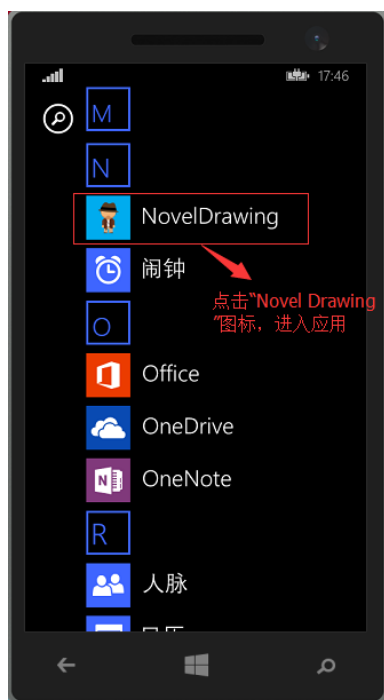 17:46
M
N
NovelDrawing
闹钟
点击"Novel Drawing
"图标，进入应用
O
Office
OneDrive
OneNote
R
人脉